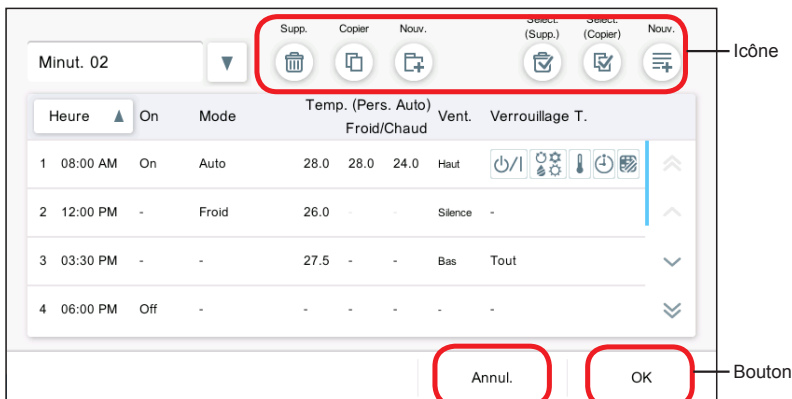 Supp. Copier Nouv. Sélect. (Supp.) Sélect. (Copier) Nouv.
Icône
Minut. 02
Heure On Mode Temp. (Pers. Auto) Froid/Chaud Vent. Verrouillage T.
1 08:00 AM On Auto 28.0 28.0 24.0 Haut
2 12:00 PM - Froid 26.0 - - Silence -
3 03:30 PM - - 27.5 - - Bas Tout
4 06:00 PM Off - - - - - -
Annul. OK
Bouton